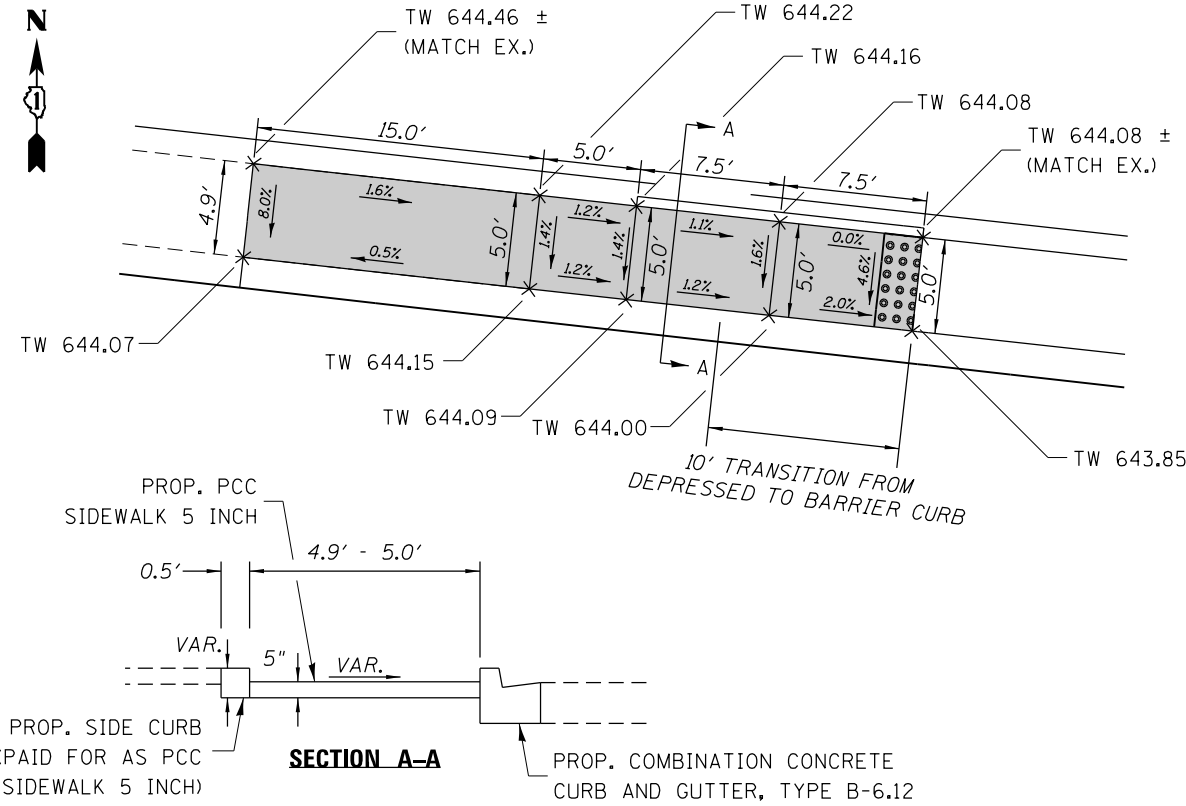 N
1
TW 644.46 ±
(MATCH EX.)
TW 644.22
TW 644.16
TW 644.08
TW 644.08 ±
(MATCH EX.)
A
15.0'
5.0'
7.5'
7.5'
4.9'
8.0%
1.6%
0.5%
5.0'
1.4%
1.2%
1.2%
1.4%
5.0'
1.1%
1.2%
1.6%
5.0'
0.0%
4.6%
2.0%
5.0'
A
TW 644.07
TW 644.15
TW 644.09
TW 644.00
TW 643.85
10' TRANSITION FROM
DEPRESSED TO BARRIER CURB
PROP. PCC
SIDEWALK 5 INCH
4.9' - 5.0'
0.5'
VAR.
5"
VAR.
PROP. SIDE CURB
PAID FOR AS PCC
SIDEWALK 5 INCH)
SECTION A-A
PROP. COMBINATION CONCRETE
CURB AND GUTTER, TYPE B-6.12